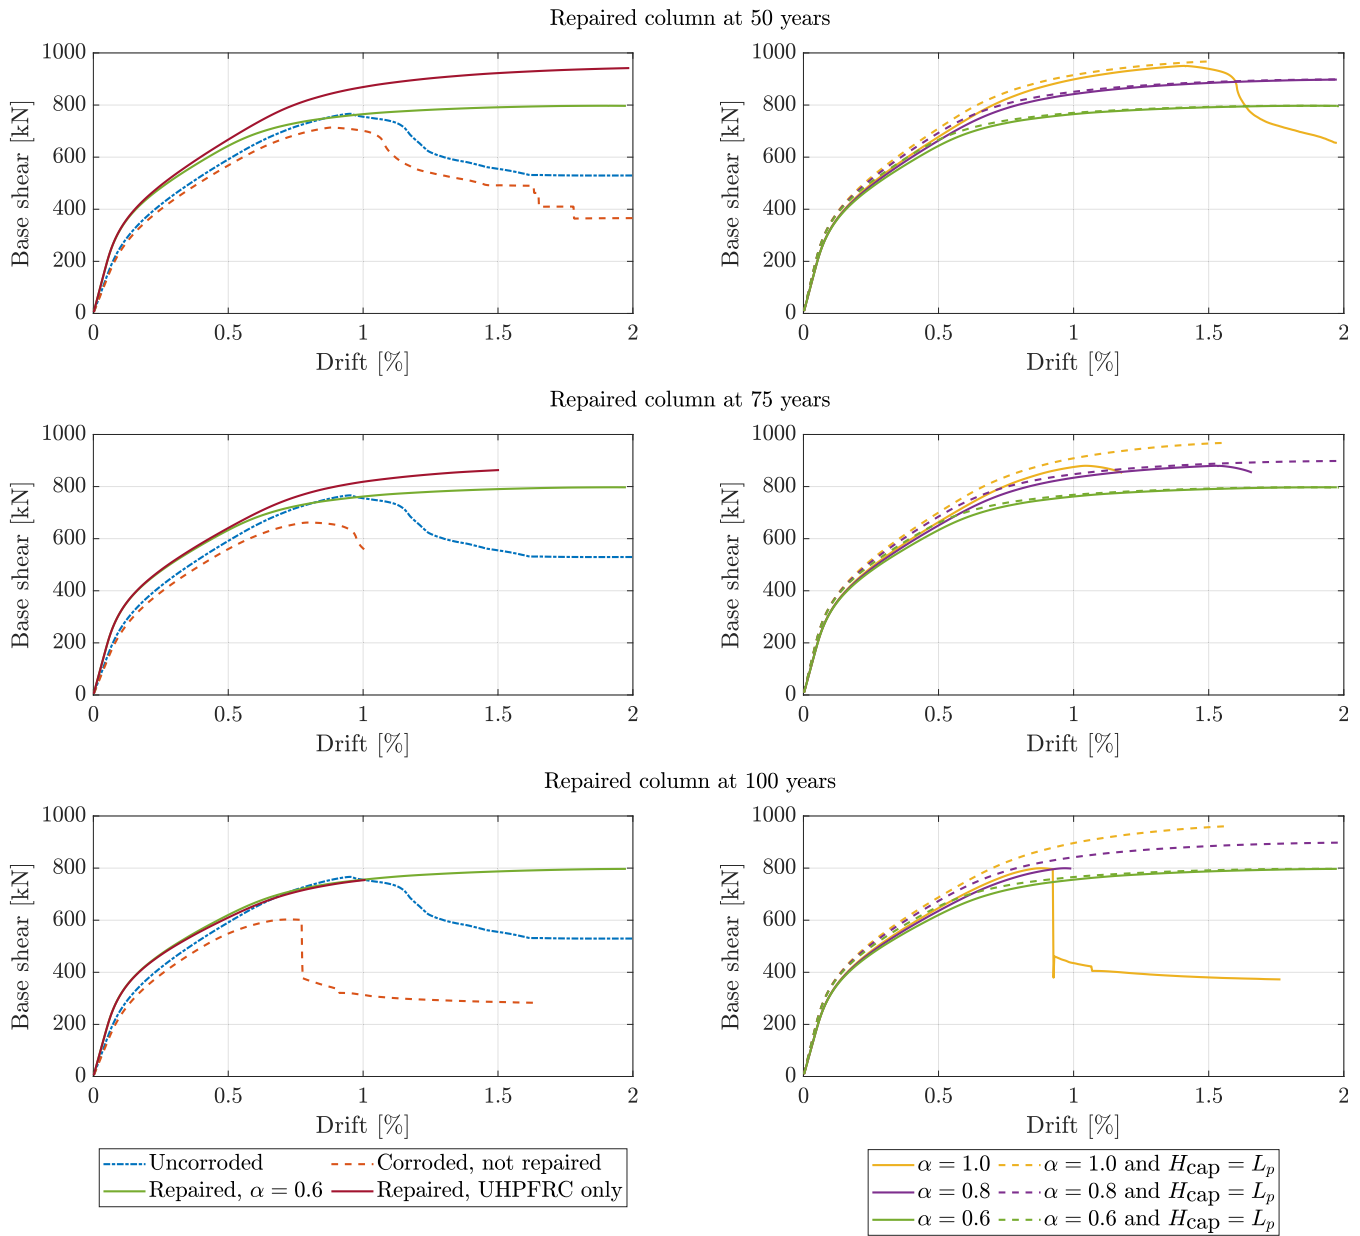 Repaired column at 50 years
1000
800
600
400
200
0
Base shear [kN]
0 0.5 1 1.5 2
Drift [%]
1000
800
600
400
200
0
Base shear [kN]
0 0.5 1 1.5 2
Drift [%]
Repaired column at 75 years
1000
800
600
400
200
0
Base shear [kN]
0 0.5 1 1.5 2
Drift [%]
1000
800
600
400
200
0
Base shear [kN]
0 0.5 1 1.5 2
Drift [%]
Repaired column at 100 years
1000
800
600
400
200
0
Base shear [kN]
0 0.5 1 1.5 2
Drift [%]
1000
800
600
400
200
0
Base shear [kN]
0 0.5 1 1.5 2
Drift [%]
Uncorroded Corroded, not repaired
Repaired, α = 0.6 Repaired, UHPFRC only
α = 1.0 α = 1.0 and Hcap = Lp
α = 0.8 α = 0.8 and Hcap = Lp
α = 0.6 α = 0.6 and Hcap = Lp